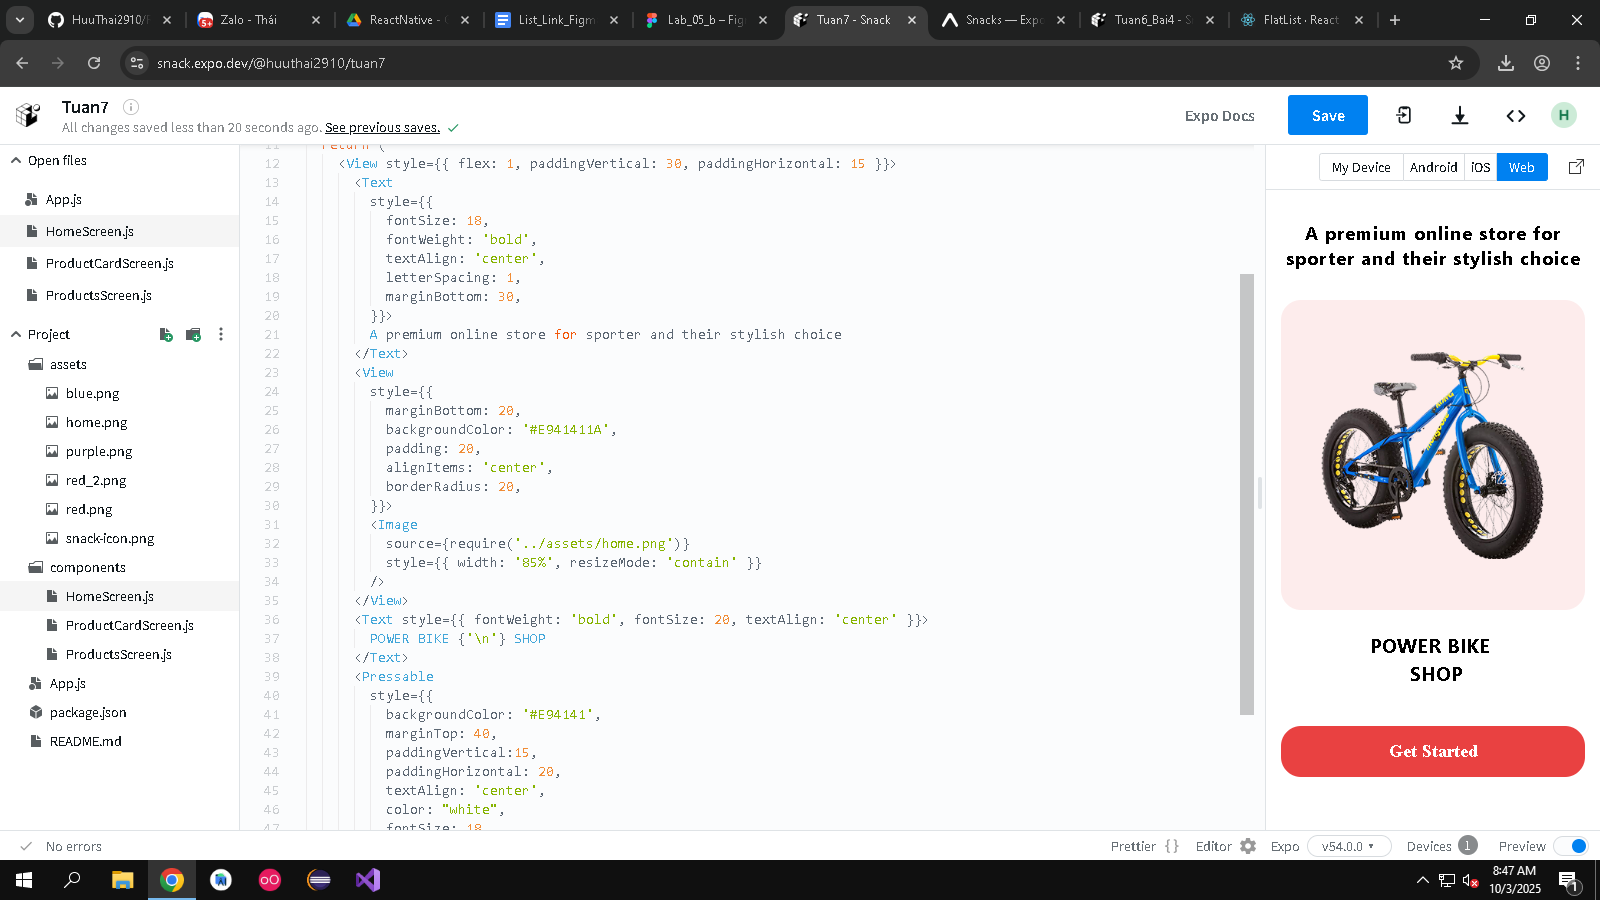 HuuThai2910/
Zalo - Thái
ReactNative -
List_Link_Figm
Lab_05_b – Fig
Tuan7 - Snack
Snacks — Expo
Tuan6_Bai4 - S
FlatList · React
snack.expo.dev/@huuthai2910/tuan7
Tuan7
All changes saved less than 20 seconds ago. See previous saves.
Expo Docs
Save
H
Open files
App.js
HomeScreen.js
ProductCardScreen.js
ProductsScreen.js
Project
assets
blue.png
home.png
purple.png
red_2.png
red.png
snack-icon.png
components
HomeScreen.js
ProductCardScreen.js
ProductsScreen.js
App.js
package.json
README.md
11 return (
12 <View style={{ flex: 1, paddingVertical: 30, paddingHorizontal: 15 }}>
13 <Text
14 style={{
15 fontSize: 18,
16 fontWeight: 'bold',
17 textAlign: 'center',
18 letterSpacing: 1,
19 marginBottom: 30,
20 }}>
21 A premium online store for sporter and their stylish choice
22 </Text>
23 <View
24 style={{
25 marginBottom: 20,
26 backgroundColor: '#E941411A',
27 padding: 20,
28 alignItems: 'center',
29 borderRadius: 20,
30 }}>
31 <Image
32 source={require('../assets/home.png')}
33 style={{ width: '85%', resizeMode: 'contain' }}
34 />
35 </View>
36 <Text style={{ fontWeight: 'bold', fontSize: 20, textAlign: 'center' }}>
37 POWER BIKE {'\n'} SHOP
38 </Text>
39 <Pressable
40 style={{
41 backgroundColor: '#E94141',
42 marginTop: 40,
43 paddingVertical:15,
44 paddingHorizontal: 20,
45 textAlign: 'center',
46 color: "white",
47 fontSize: 18
My Device
Android
iOS
Web
A premium online store for
sporter and their stylish choice
POWER BIKE
SHOP
Get Started
No errors
Prettier {}
Editor
Expo
v54.0.0
Devices 1
Preview
8:47 AM
10/3/2025
1